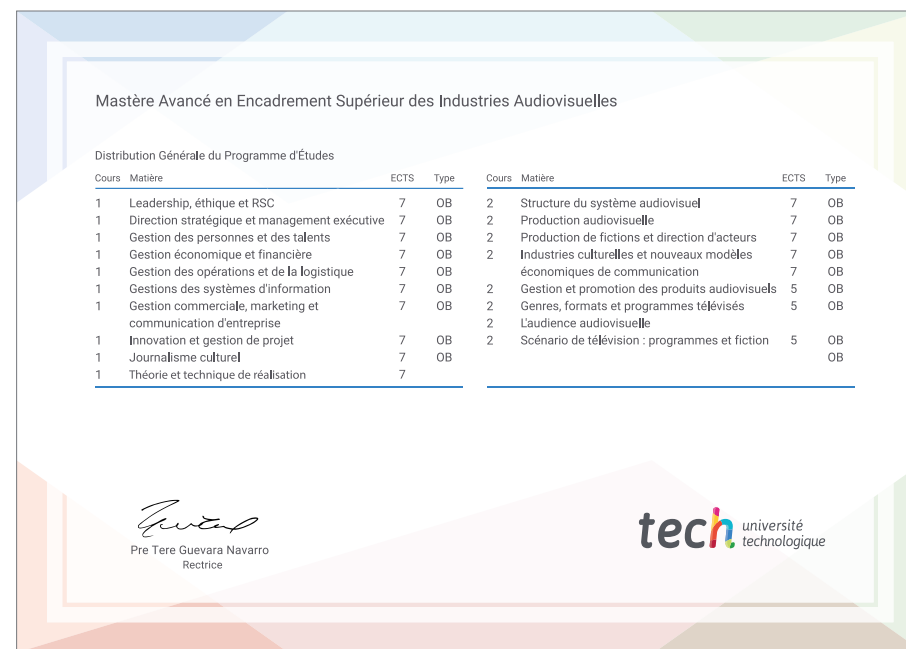 Mastère Avancé en Encadrement Supérieur des Industries Audiovisuelles
Distribution Générale du Programme d'Études
Cours Matière ECTS Type
1 Leadership, éthique et RSC 7 OB
1 Direction stratégique et management exécutive 7 OB
1 Gestion des personnes et des talents 7 OB
1 Gestion économique et financière 7 OB
1 Gestion des opérations et de la logistique 7 OB
1 Gestions des systèmes d'information 7 OB
1 Gestion commerciale, marketing et 7 OB
communication d'entreprise
1 Innovation et gestion de projet 7 OB
1 Journalisme culturel 7 OB
1 Théorie et technique de réalisation 7
Cours Matière ECTS Type
2 Structure du système audiovisuel 7 OB
2 Production audiovisuelle 7 OB
2 Production de fictions et direction d'acteurs 7 OB
2 Industries culturelles et nouveaux modèles 7 OB
économiques de communication 7 OB
2 Gestion et promotion des produits audiovisuels 5 OB
2 Genres, formats et programmes télévisés 5 OB
2 L'audience audiovisuelle
2 Scénario de télévision : programmes et fiction 5 OB
OB
Pre Tere Guevara Navarro
Rectrice
tech université
technologique